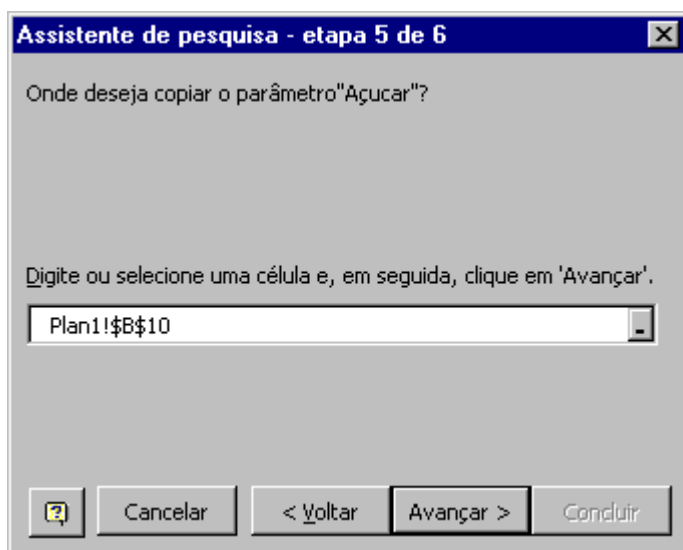 Assistente de pesquisa - etapa 5 de 6
Onde deseja copiar o parâmetro"Açucar"?
Digite ou selecione uma célula e, em seguida, clique em 'Avançar'.
Plan1!$B$10
Cancelar < Voltar Avançar > Concluir